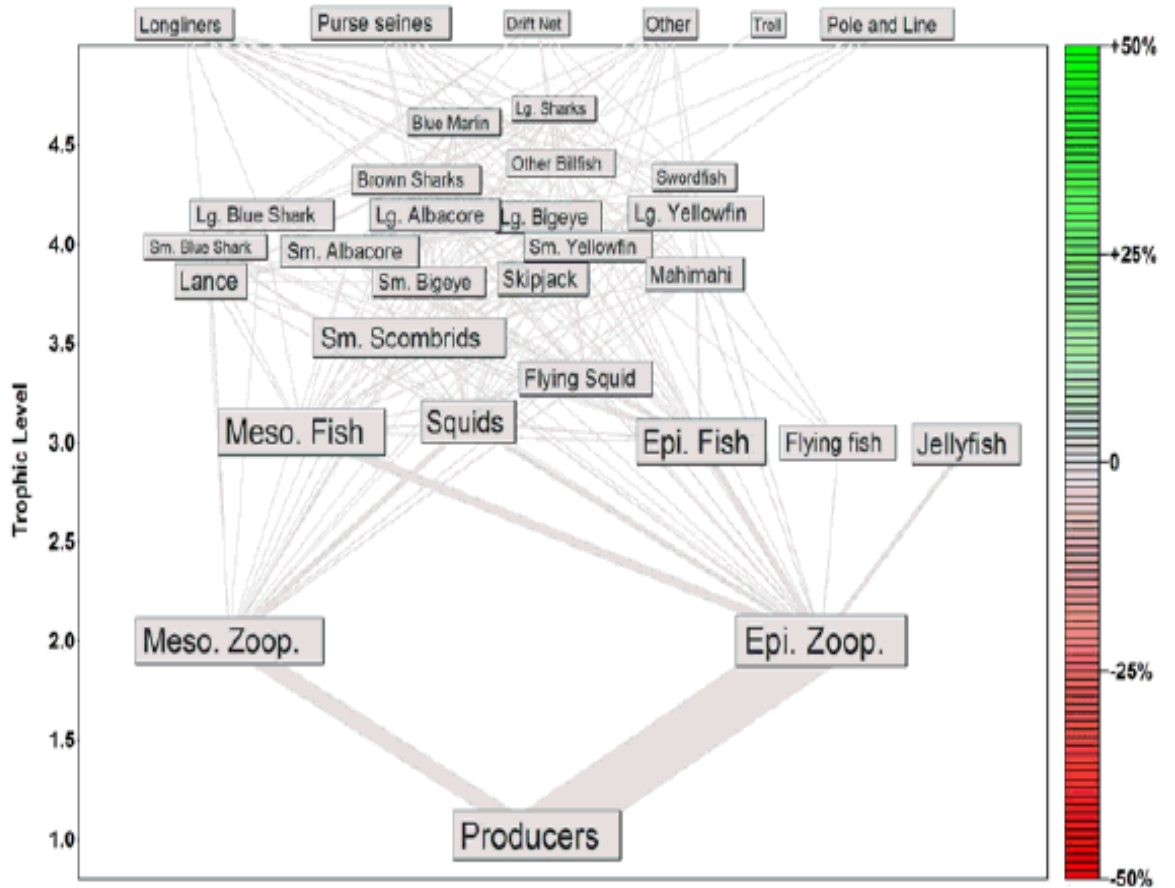 Longliners
Purse seines
Drift Net
Other
Troll
Pole and Line
+50%
Lg. Sharks
Blue Marlin
4.5
Other Billfish
Brown Sharks
Swordfish
Lg. Blue Shark
Lg. Albacore
Lg. Bigeye
Lg. Yellowfin
4.0
Sm. Blue Shark
Sm. Albacore
Sm. Yellowfin
+25%
Lance
Sm. Bigeye
Skipjack
Mahimahi
3.5
Sm. Scombrids
Flying Squid
Trophic Level
Meso. Fish
Squids
3.0
Epi. Fish
Flying fish
Jellyfish
0
2.5
2.0
Meso. Zoop.
Epi. Zoop.
-25%
1.5
1.0
Producers
-50%